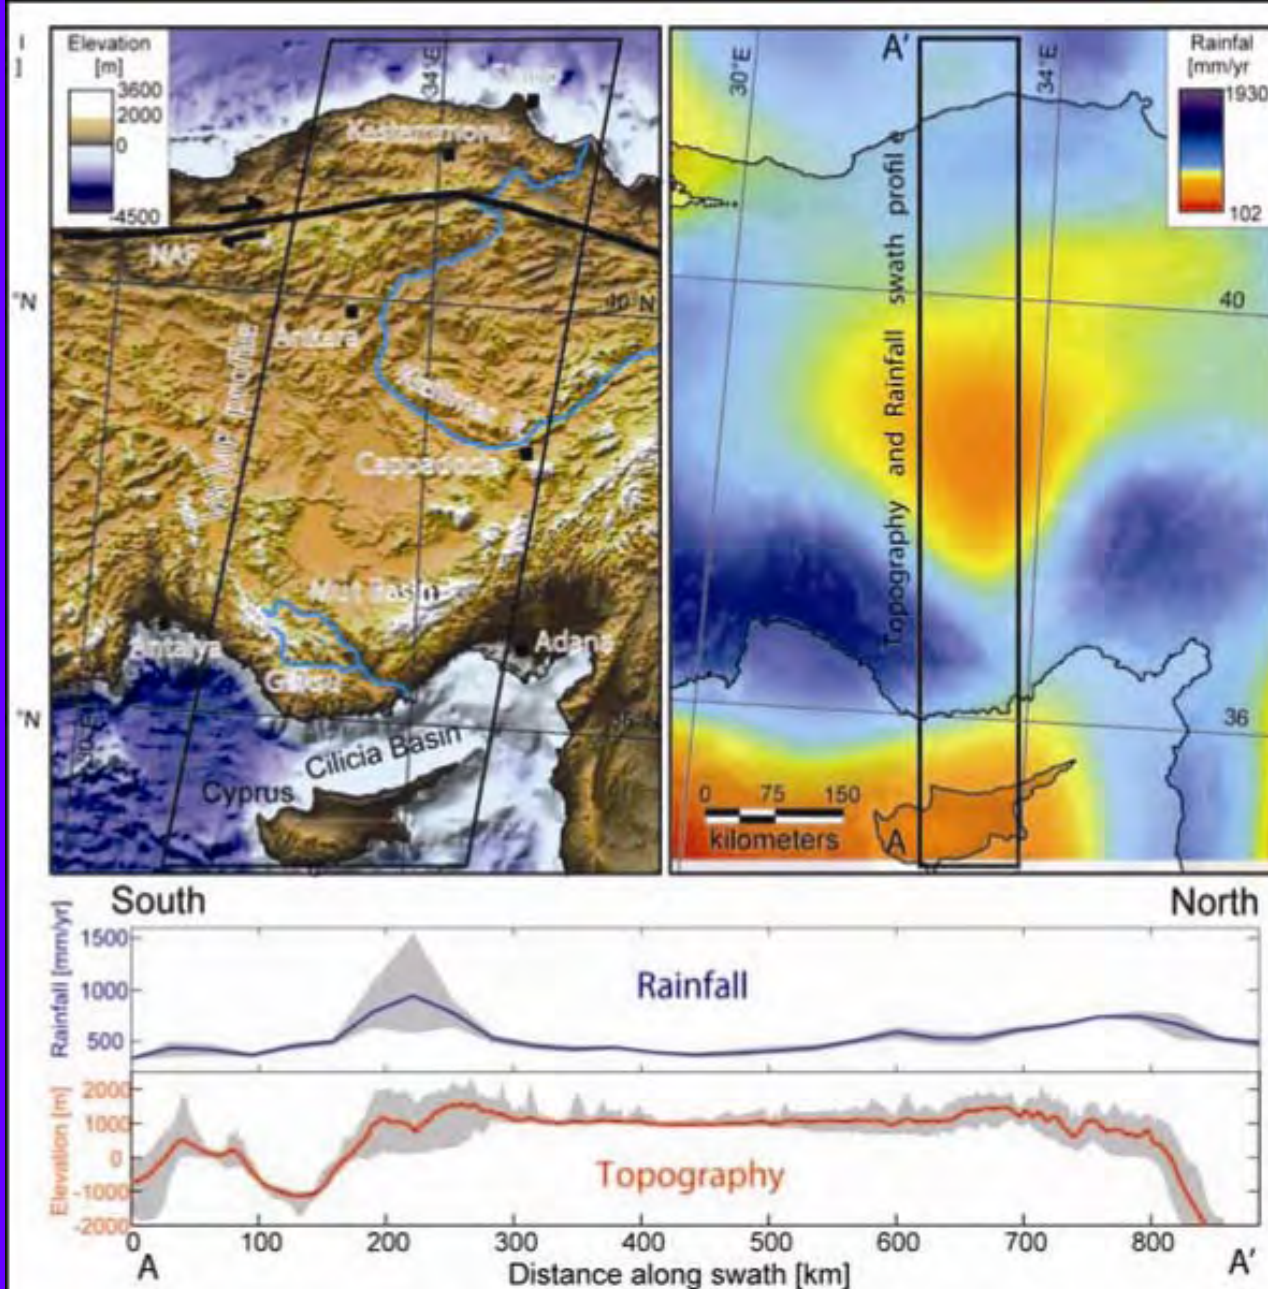 Elevation
[m]
3600
2000
0
-4500
34°E
Kastamonu
NAF
°N
40°N
Ankara
Kızılırmak R.
Cappadocia
Mut Basin
Antalya
Adana
°N
30°E
Cilicia Basin
Cyprus
30°E
A'
34°E
Rainfal
[mm/yr
1930
102
Topography and Rainfall swath profile
40
36
0 75 150
kilometers
A
South
North
Rainfall [mm/yr]
1500
1000
500
Rainfall
Elevation [m]
2000
1000
0
-1000
-2000
Topography
0 100 200 300 400 500 600 700 800
A
Distance along swath [km]
A'